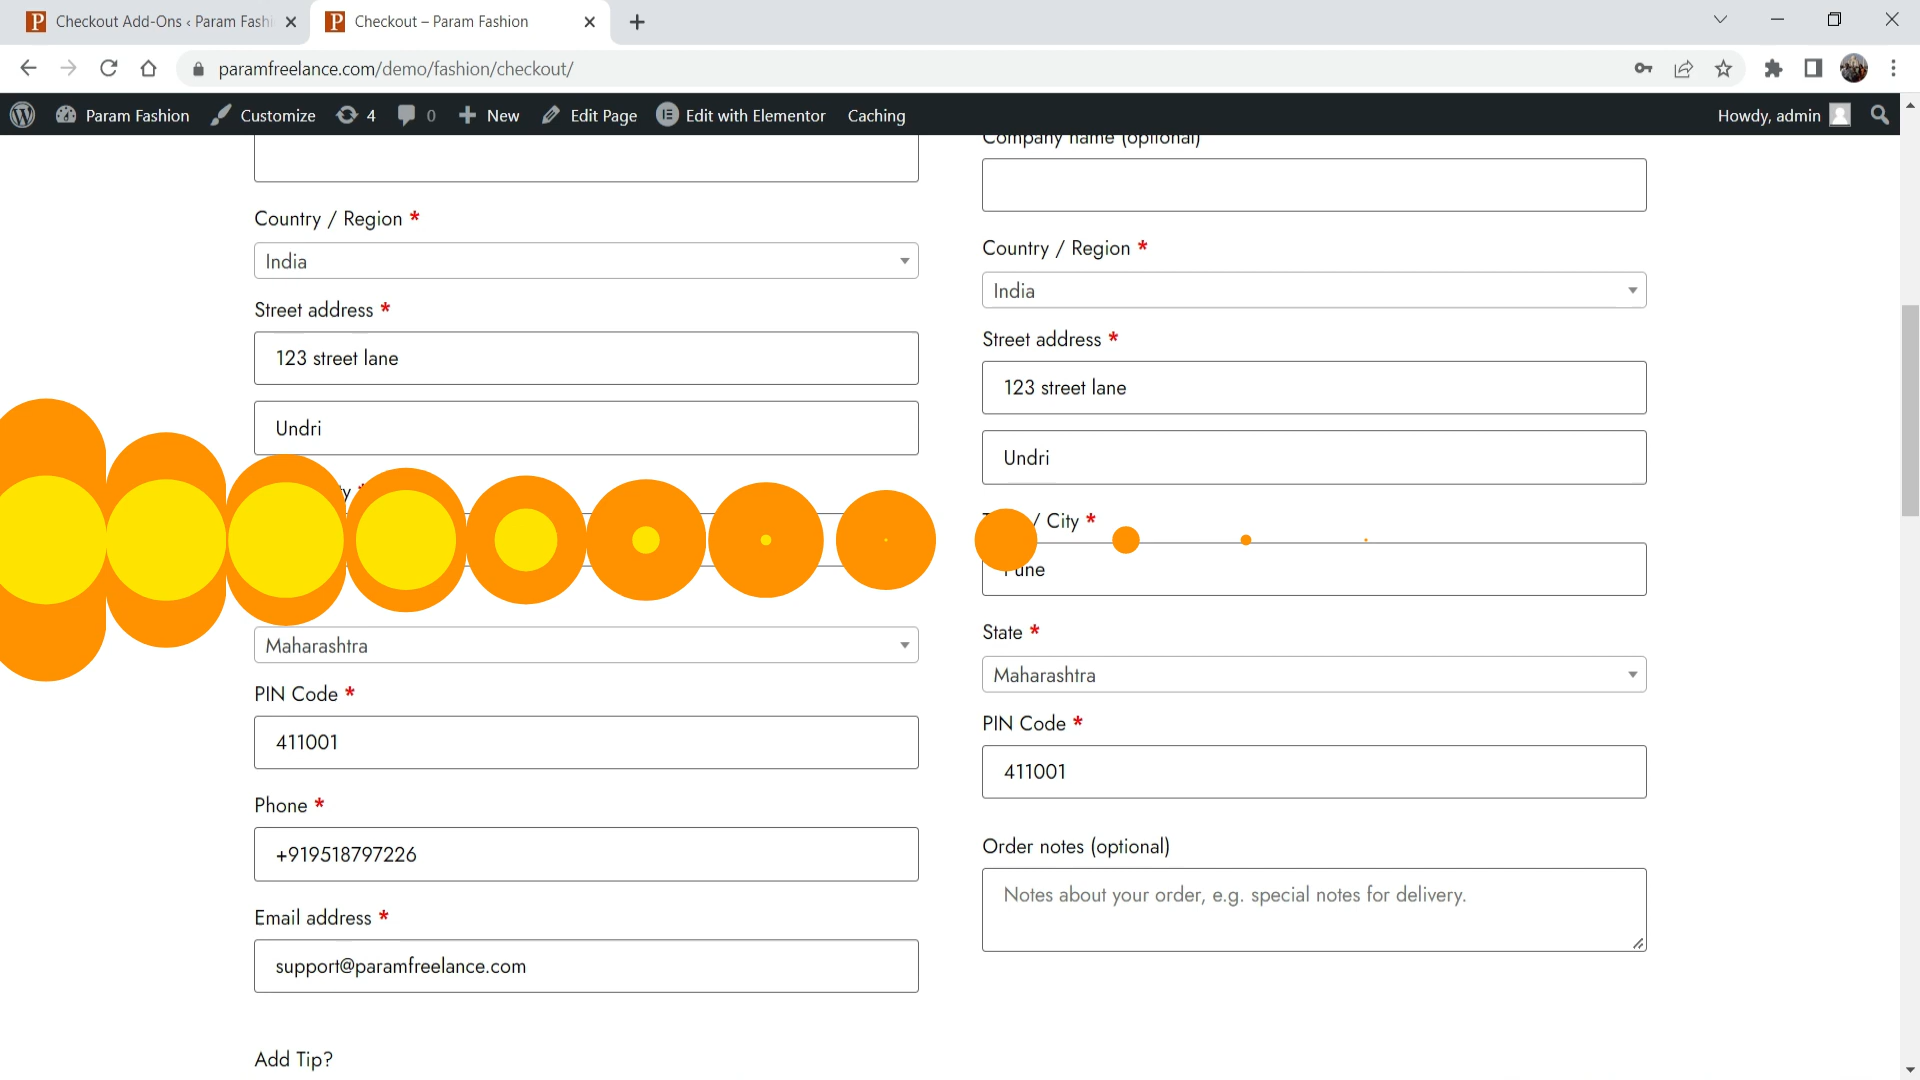 Checkout Add-Ons ‹ Param Fashi
Checkout – Param Fashion
paramfreelance.com/demo/fashion/checkout/
Param Fashion
Customize
4
0
New
Edit Page
Edit with Elementor
Caching
Howdy, admin
Country / Region *
India
Street address *
123 street lane
Undri
Maharashtra
PIN Code *
411001
Phone *
+919518797226
Email address *
support@paramfreelance.com
Add Tip?
Company name (optional)
Country / Region *
India
Street address *
123 street lane
Undri
/ City *
une
State *
Maharashtra
PIN Code *
411001
Order notes (optional)
Notes about your order, e.g. special notes for delivery.